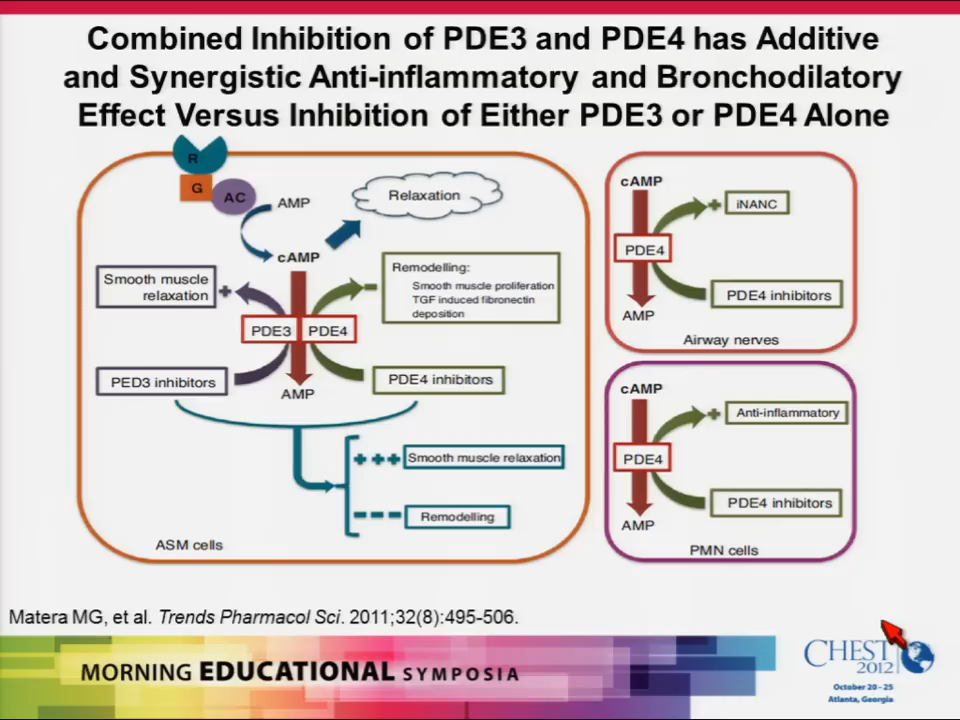 Combined Inhibition of PDE3 and PDE4 has Additive
and Synergistic Anti-inflammatory and Bronchodilatory
Effect Versus Inhibition of Either PDE3 or PDE4 Alone
R
G
AC
AMP
Relaxation
cAMP
Smooth muscle
relaxation
+
Remodelling:
Smooth muscle proliferation
TGF induced fibronectin
deposition
−
PDE3
PDE4
PED3 inhibitors
PDE4 inhibitors
AMP
+++
Smooth muscle relaxation
−−−
Remodelling
ASM cells
cAMP
+
iNANC
PDE4
PDE4 inhibitors
AMP
Airway nerves
cAMP
+
Anti-inflammatory
PDE4
PDE4 inhibitors
AMP
PMN cells
Matera MG, et al. Trends Pharmacol Sci. 2011;32(8):495-506.
MORNING EDUCATIONAL SYMPOSIA
CHEST
2012
October 20–25
Atlanta, Georgia